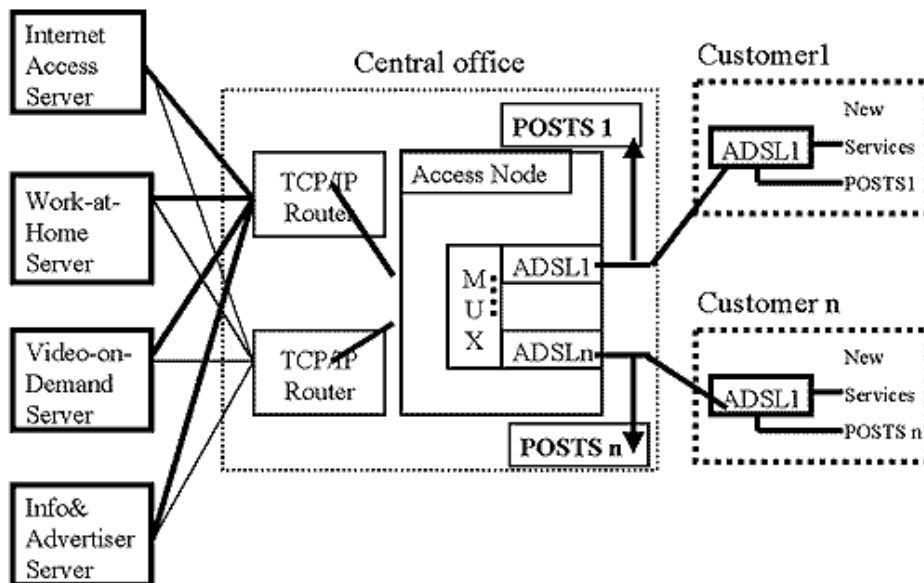 Internet
Access
Server
Work-at-
Home
Server
Video-on-
Demand
Server
Info&
Advertiser
Server
Central office
TCP/IP
Router
TCP/IP
Router
POSTS 1
Access Node
M
U
X
ADSL1
ADSLn
POSTS n
Customer1
New
ADSL1
Services
POSTS1
Customer n
New
ADSL1
Services
POSTS n